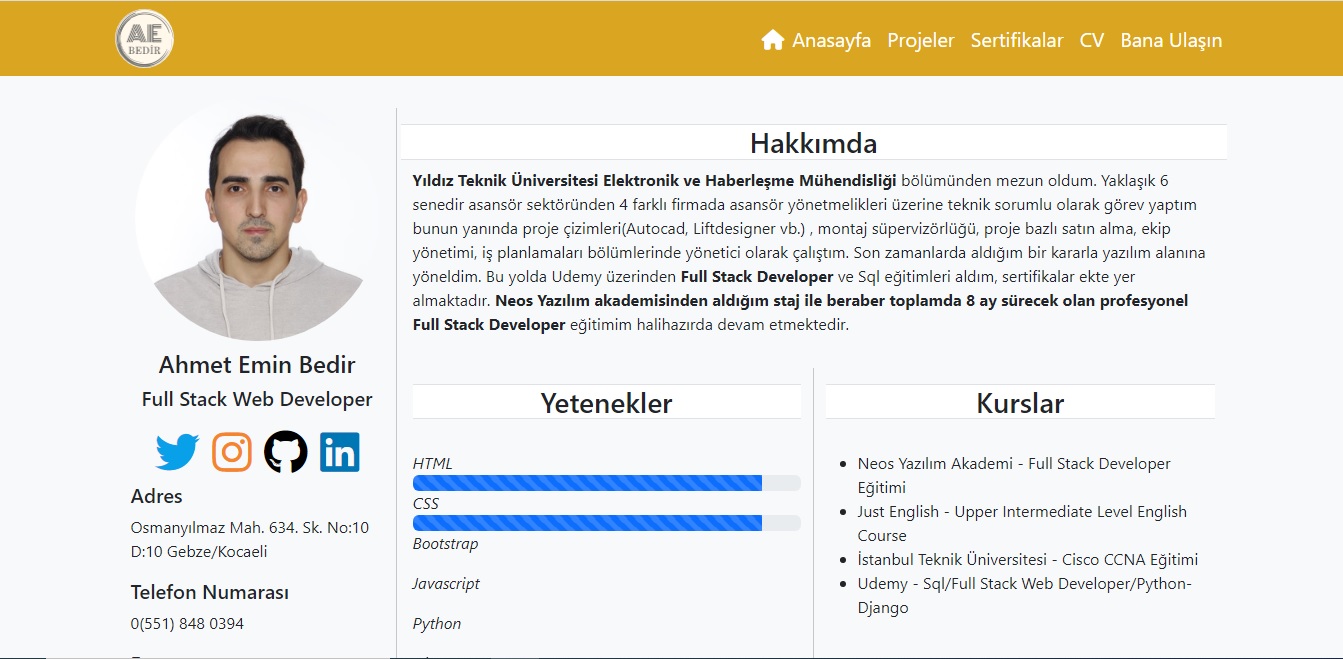 AE
BEDİR
Anasayfa Projeler Sertifikalar CV Bana Ulaşın
Ahmet Emin Bedir
Full Stack Web Developer
in
Adres
Osmanyılmaz Mah. 634. Sk. No:10
D:10 Gebze/Kocaeli
Telefon Numarası
0(551) 848 0394
Hakkımda
Yıldız Teknik Üniversitesi Elektronik ve Haberleşme Mühendisliği bölümünden mezun oldum. Yaklaşık 6
senedir asansör sektöründen 4 farklı firmada asansör yönetmelikleri üzerine teknik sorumlu olarak görev yaptım
bunun yanında proje çizimleri(Autocad, Liftdesigner vb.) , montaj süpervizörlüğü, proje bazlı satın alma, ekip
yönetimi, iş planlamaları bölümlerinde yönetici olarak çalıştım. Son zamanlarda aldığım bir kararla yazılım alanına
yöneldim. Bu yolda Udemy üzerinden Full Stack Developer ve Sql eğitimleri aldım, sertifikalar ekte yer
almaktadır. Neos Yazılım akademisinden aldığım staj ile beraber toplamda 8 ay sürecek olan profesyonel
Full Stack Developer eğitimim halihazırda devam etmektedir.
Yetenekler
HTML
CSS
Bootstrap
Javascript
Python
Kurslar
Neos Yazılım Akademi - Full Stack Developer
Eğitimi
Just English - Upper Intermediate Level English
Course
İstanbul Teknik Üniversitesi - Cisco CCNA Eğitimi
Udemy - Sql/Full Stack Web Developer/Python-
Django